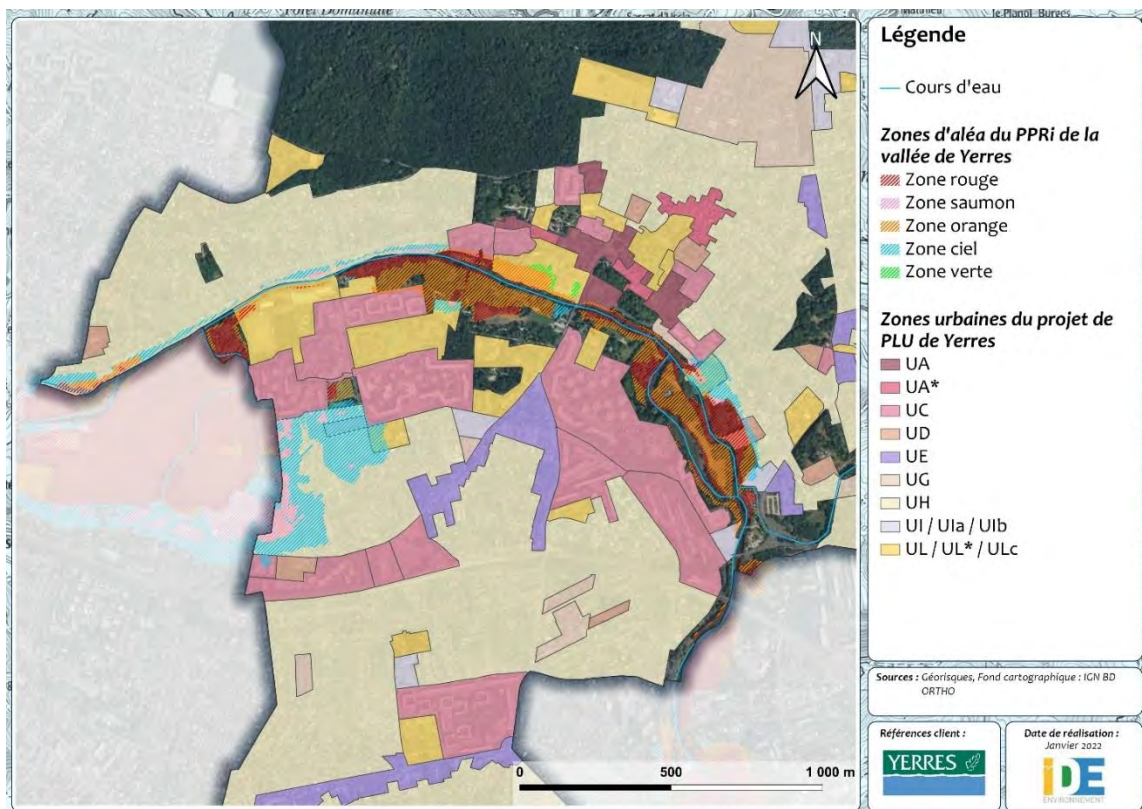 Légende
Cours d'eau
Zones d'aléa du PPRi de la
vallée de Yerres
Zone rouge
Zone saumon
Zone orange
Zone ciel
Zone verte
Zones urbaines du projet de
PLU de Yerres
UA
UA*
UC
UD
UE
UG
UH
UI / UIa / UIb
UL / UL* / ULc
N
0 500 1 000 m
Sources : Géorisques, Fond cartographique : IGN BD
ORTHO
Références client :
YERRES
Date de réalisation :
Janvier 2022
iDE
ENVIRONNEMENT